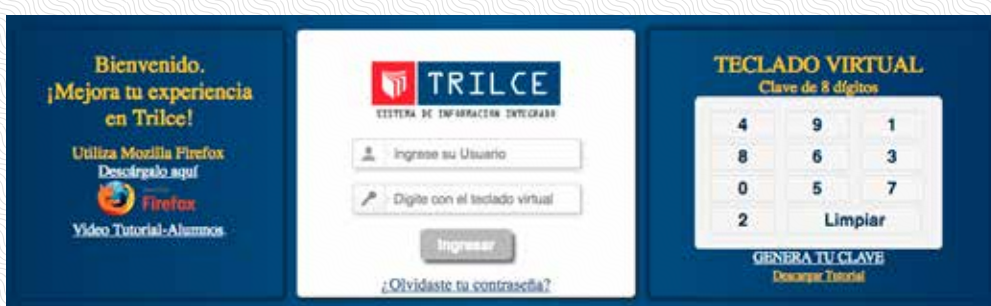 Bienvenido.
¡Mejora tu experiencia
en Trilce!
Utiliza Mozilla Firefox
Descárgalo aquí
Firefox
Video Tutorial-Alumnos.
TRILCE
SISTEMA DE INFORMACION INTEGRADO
Ingrese su Usuario
Digite con el teclado virtual
Ingresar
¿Olvidaste tu contraseña?
TECLADO VIRTUAL
Clave de 8 dígitos
4 9 1
8 6 3
0 5 7
2 Limpiar
GENERA TU CLAVE
Descargar Tutorial